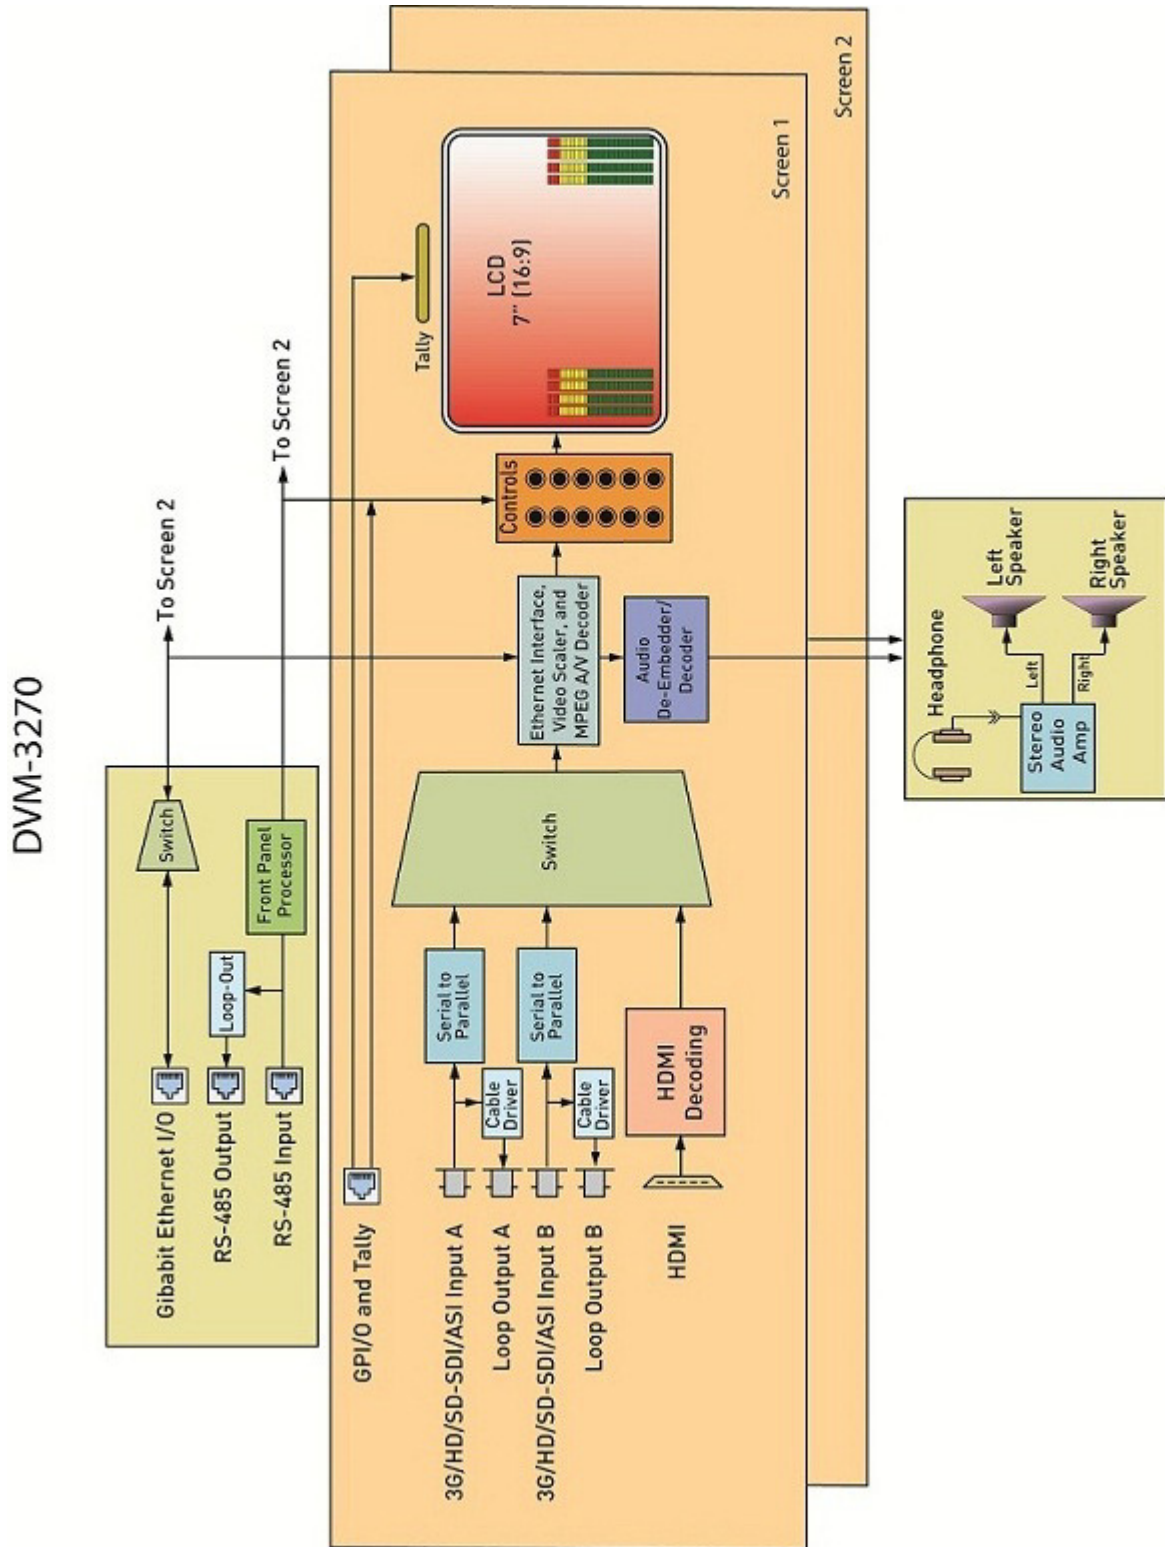 DVM-3270
Gibabit Ethernet I/O
Switch
To Screen 2
RS-485 Output
Loop-Out
RS-485 Input
Front Panel
Processor
To Screen 2
GPI/O and Tally
Tally
3G/HD/SD-SDI/ASI Input A
Serial to
Parallel
Loop Output A
Cable
Driver
3G/HD/SD-SDI/ASI Input B
Serial to
Parallel
Loop Output B
Cable
Driver
HDMI
HDMI
Decoding
Switch
Ethernet Interface,
Video Scaler, and
MPEG A/V Decoder
Audio
De-Embedder/
Decoder
Controls
LCD
7" (16:9)
Screen 1
Screen 2
Headphone
Stereo
Audio
Amp
Left
Right
Left
Speaker
Right
Speaker